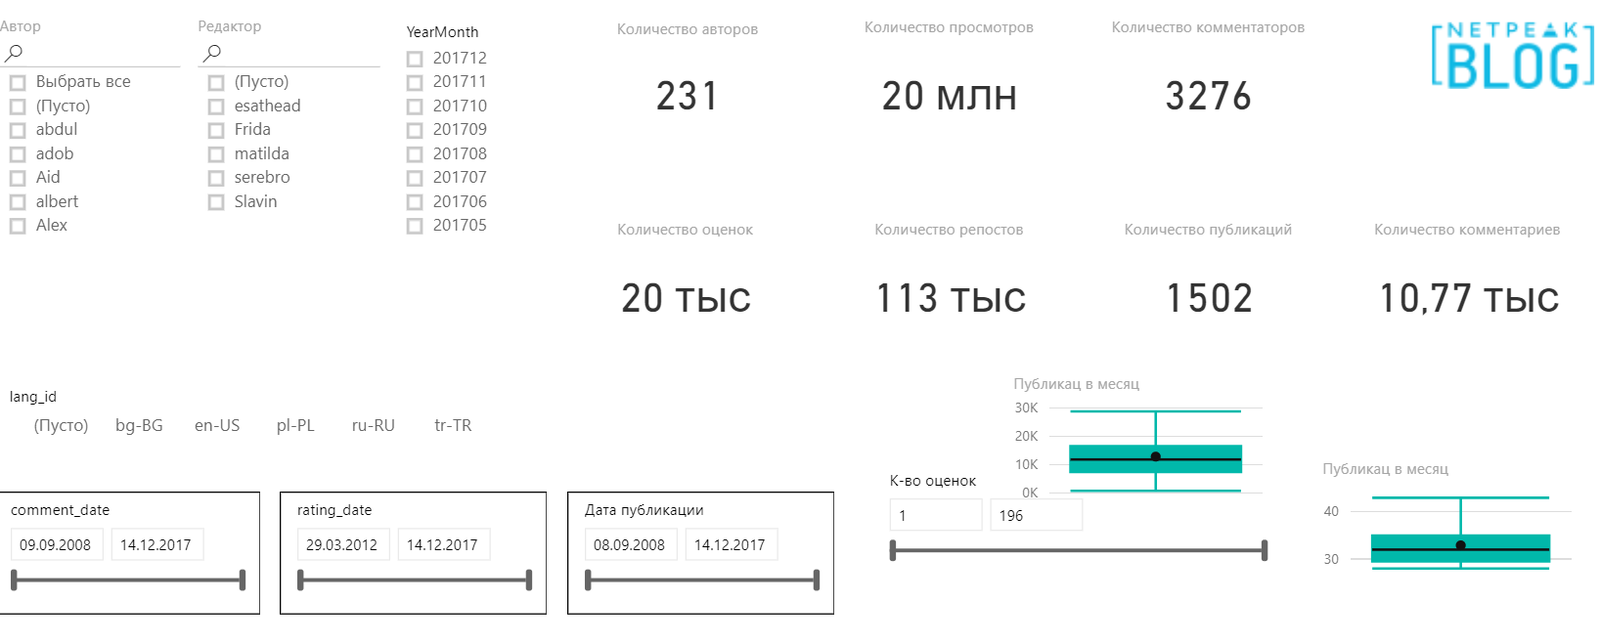 Автор
Выбрать все
(Пусто)
abdul
adob
Aid
albert
Alex
Редактор
(Пусто)
esathead
Frida
matilda
serebro
Slavin
YearMonth
201712
201711
201710
201709
201708
201707
201706
201705
Количество авторов
231
Количество просмотров
20 млн
Количество комментаторов
3276
NETPEAK
BLOG
Количество оценок
20 тыс
Количество репостов
113 тыс
Количество публикаций
1502
Количество комментариев
10,77 тыс
lang_id
(Пусто) bg-BG en-US pl-PL ru-RU tr-TR
comment_date
09.09.2008 14.12.2017
rating_date
29.03.2012 14.12.2017
Дата публикации
08.09.2008 14.12.2017
К-во оценок
1 196
Публикац в месяц
30K
20K
10K
0K
Публикац в месяц
40
30